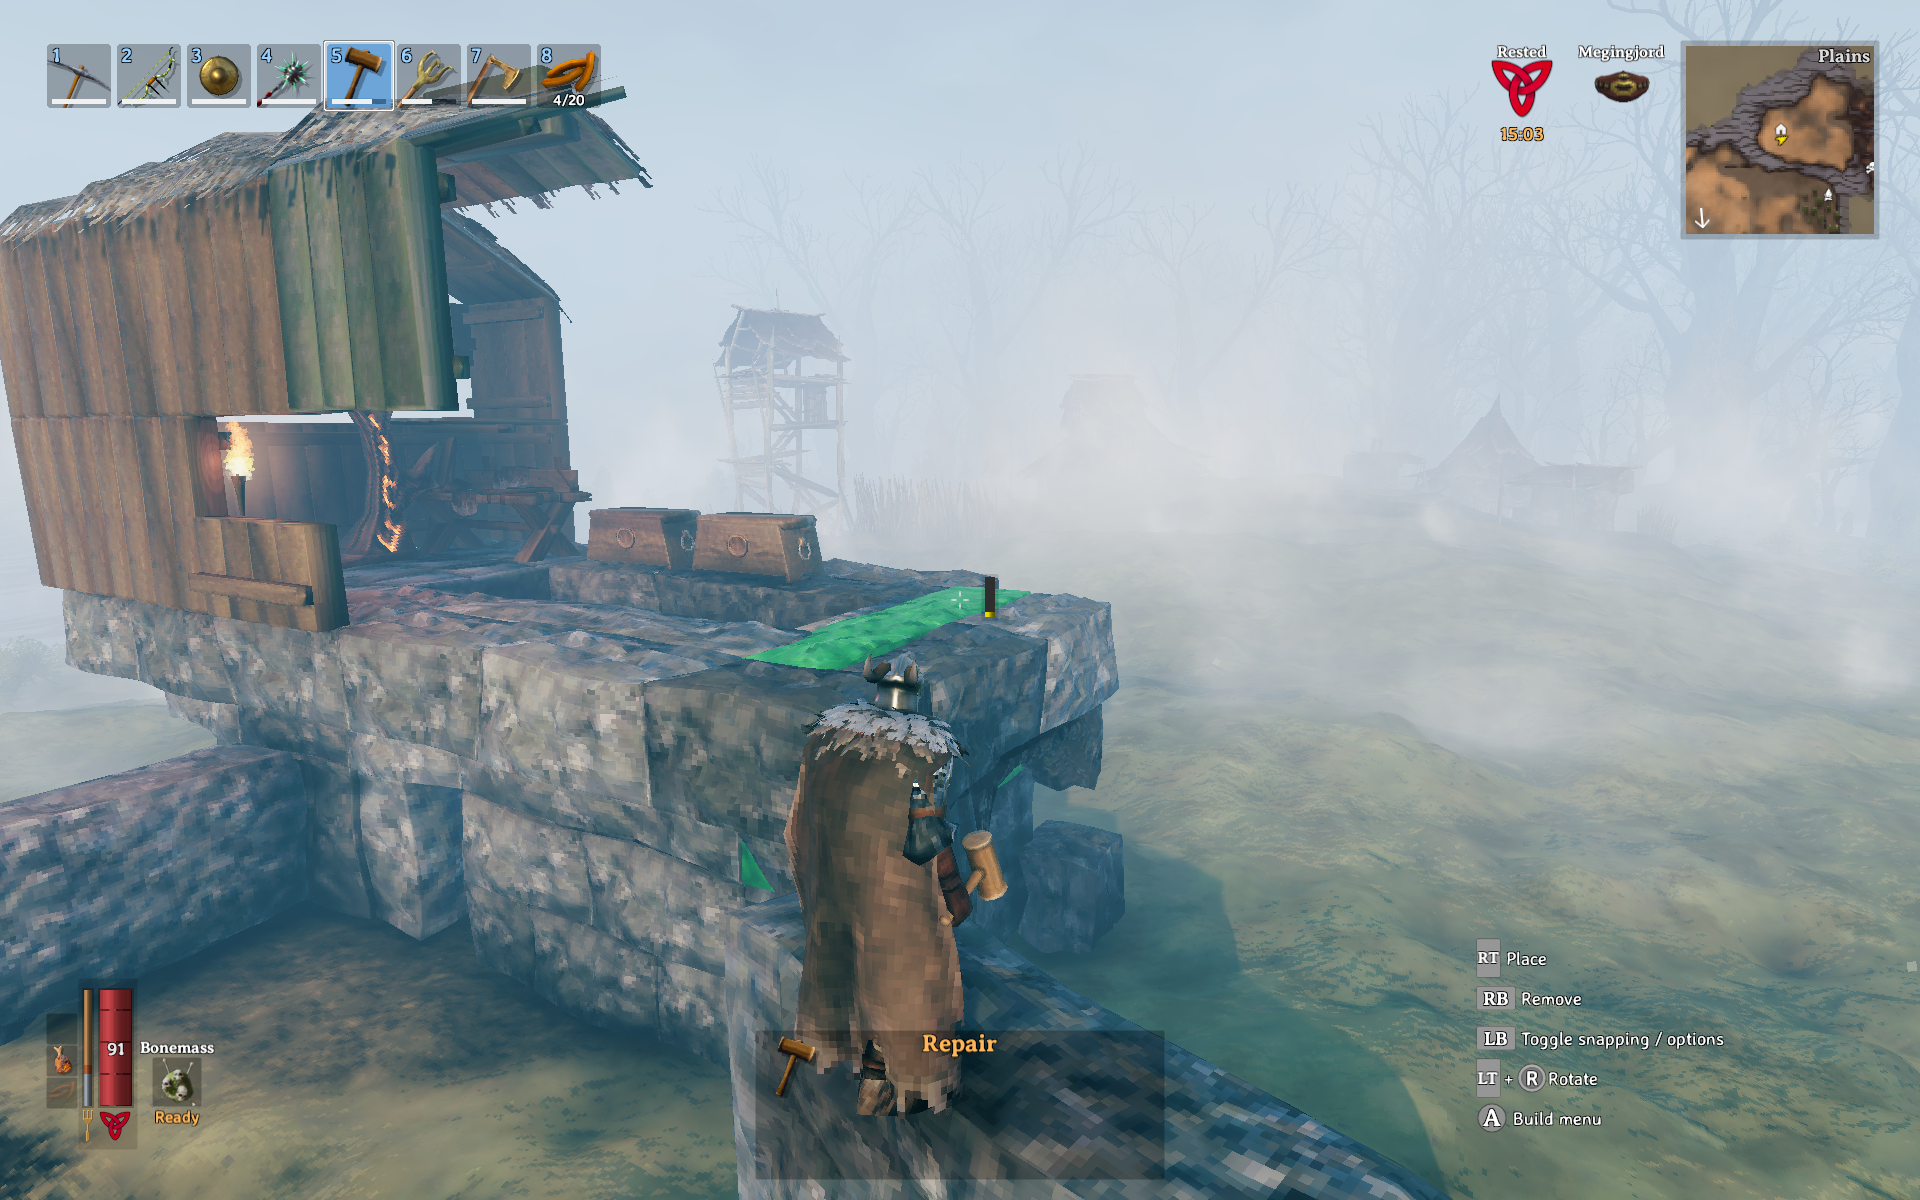 1 2 3 4 5 6 7 8
4/20
Rested
15:03
Megingjord
Plains
91
Bonemass
Ready
Repair
RT Place
RB Remove
LB Toggle snapping / options
LT + R Rotate
A Build menu